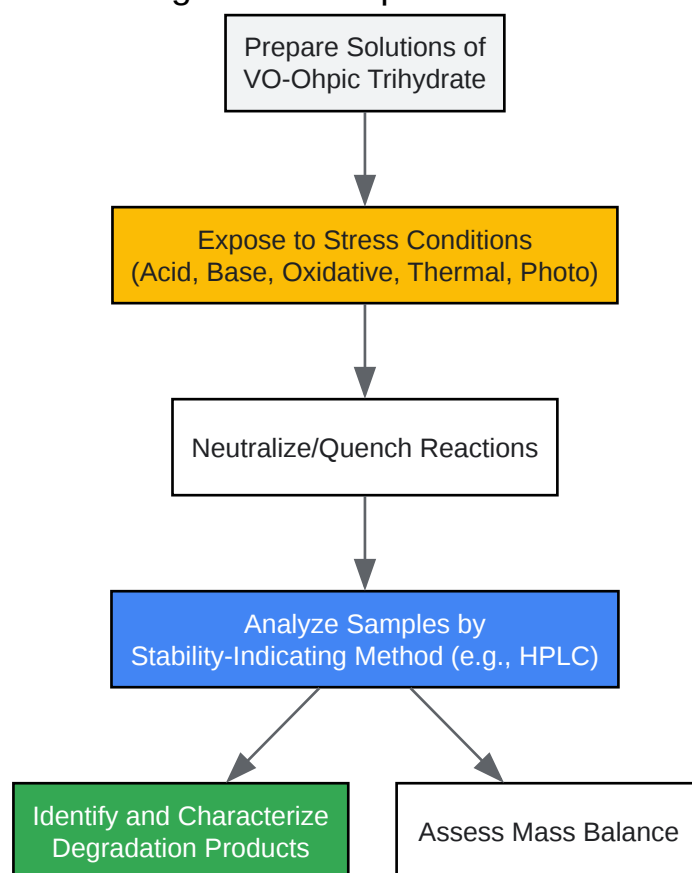 Prepare Solutions of
VO-Ohpic Trihydrate
Expose to Stress Conditions
(Acid, Base, Oxidative, Thermal, Photo)
Neutralize/Quench Reactions
Analyze Samples by
Stability-Indicating Method (e.g., HPLC)
Identify and Characterize
Degradation Products
Assess Mass Balance